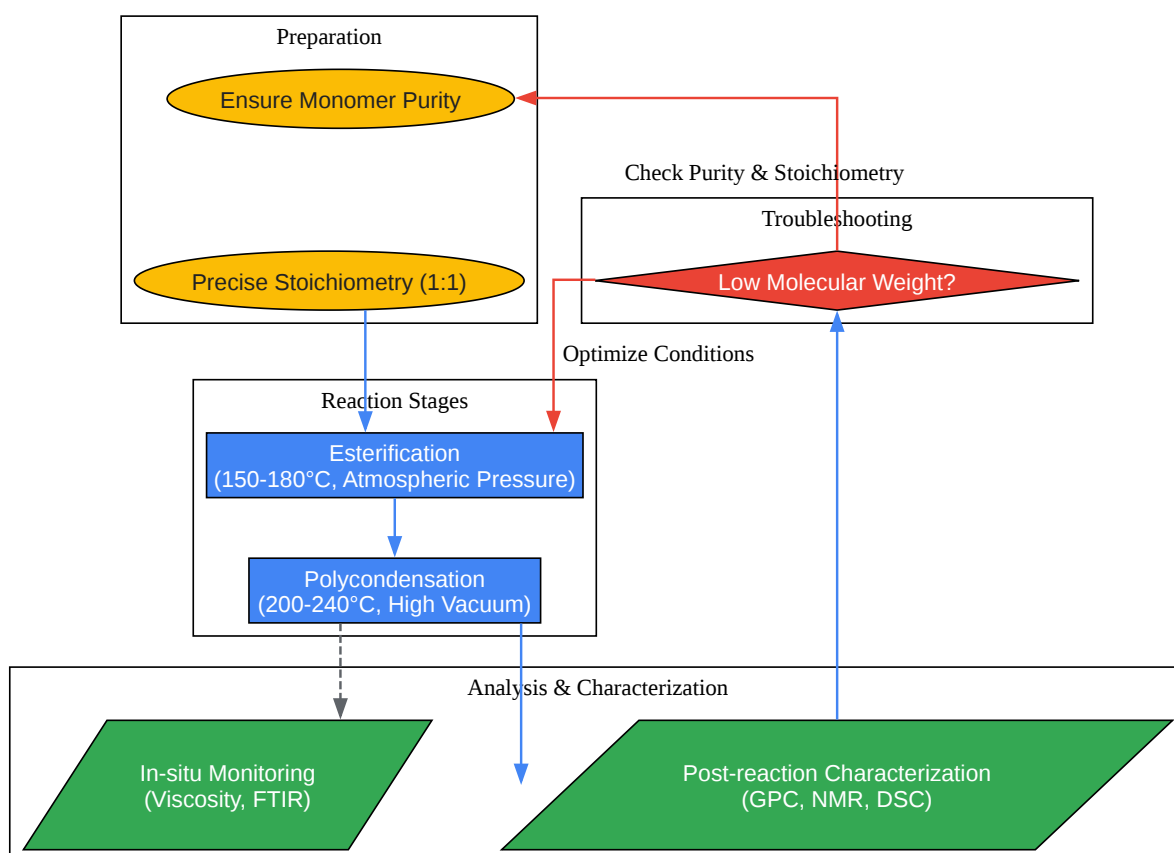 Preparation
Ensure Monomer Purity
Check Purity & Stoichiometry
Troubleshooting
Precise Stoichiometry (1:1)
Low Molecular Weight?
Optimize Conditions
Reaction Stages
Esterification
(150-180°C, Atmospheric Pressure)
Polycondensation
(200-240°C, High Vacuum)
Analysis & Characterization
In-situ Monitoring
(Viscosity, FTIR)
Post-reaction Characterization
(GPC, NMR, DSC)